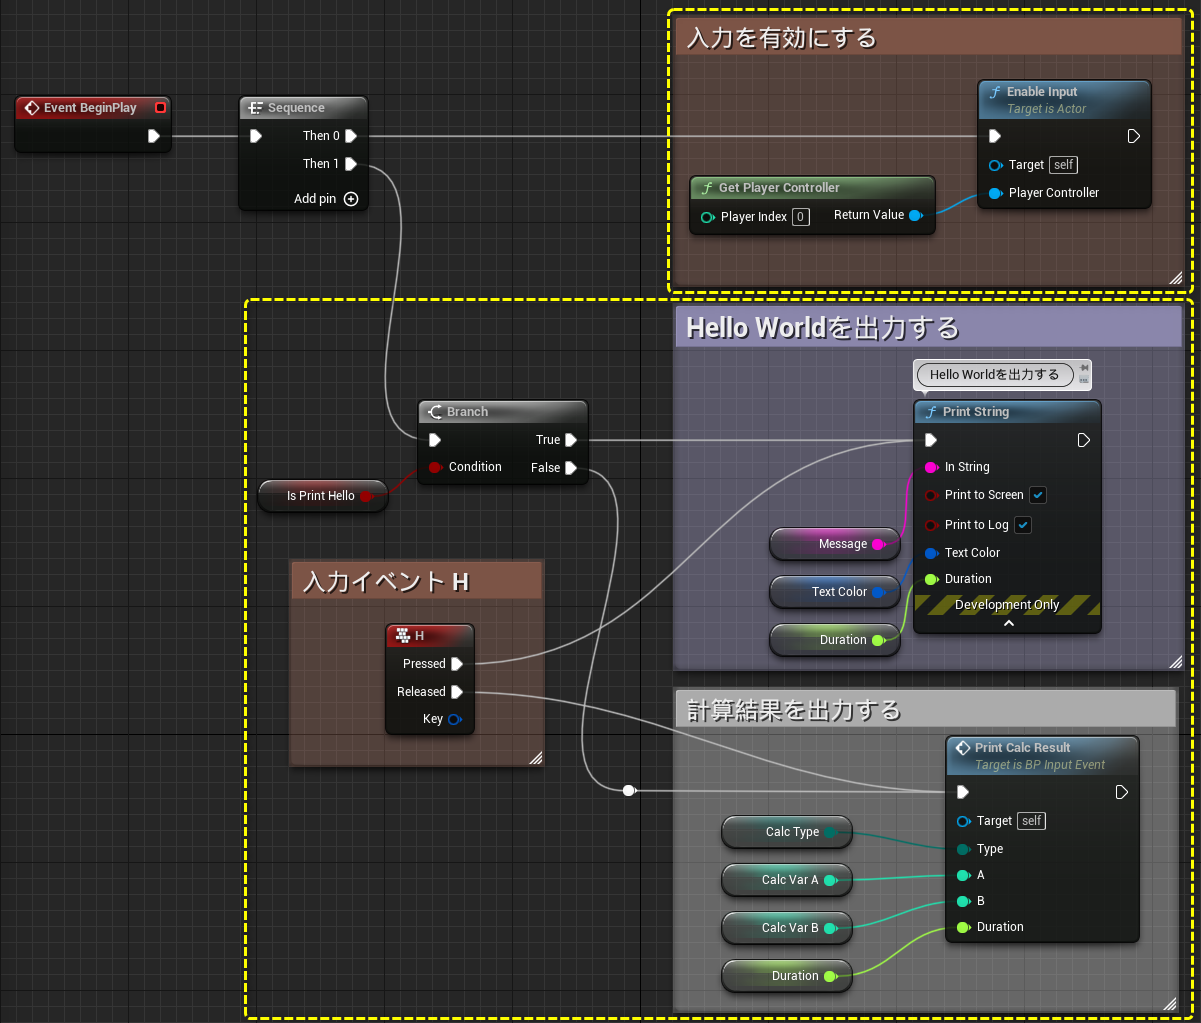 入力を有効にする
Event BeginPlay
Sequence
Then 0
Then 1
Add pin
Enable Input
Target is Actor
Target self
Player Controller
Get Player Controller
Player Index 0
Return Value
Hello Worldを出力する
Hello Worldを出力する
Print String
In String
Print to Screen
Print to Log
Text Color
Duration
Development Only
Message
Text Color
Duration
Branch
True
Condition
False
Is Print Hello
入力イベント H
H
Pressed
Released
Key
計算結果を出力する
Print Calc Result
Target is BP Input Event
Target self
Type
A
B
Duration
Calc Type
Calc Var A
Calc Var B
Duration